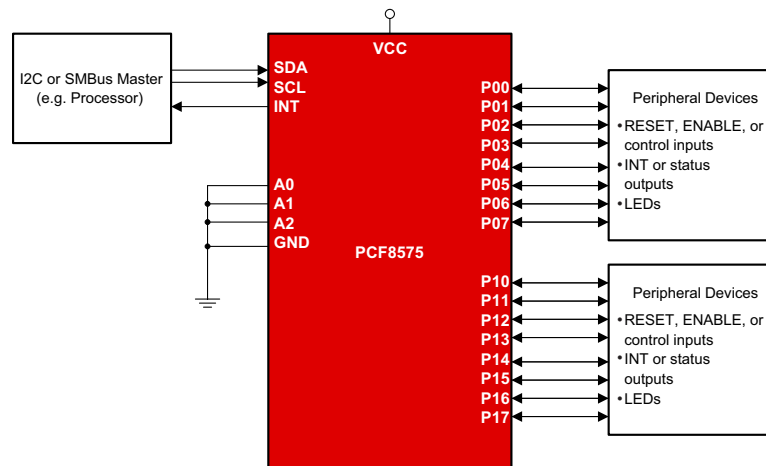 VCC
I2C or SMBus Master
(e.g. Processor)
SDA
SCL
INT
A0
A1
A2
GND
PCF8575
P00
P01
P02
P03
P04
P05
P06
P07
Peripheral Devices
•RESET, ENABLE, or
control inputs
•INT or status
outputs
•LEDs
P10
P11
P12
P13
P14
P15
P16
P17
Peripheral Devices
•RESET, ENABLE, or
control inputs
•INT or status
outputs
•LEDs